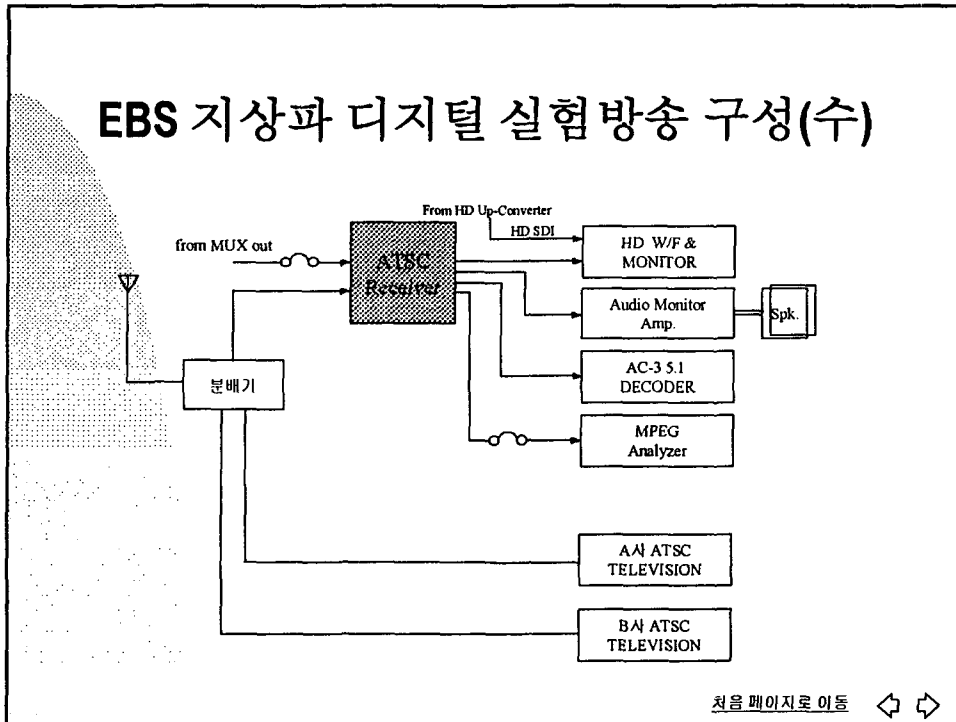 EBS 지상파 디지털 실험방송 구성(수)
From HD Up-Converter
HD SDI
from MUX out
ATSC
Receiver
HD W/F &
MONITOR
Audio Monitor
Amp.
Spk.
분배기
AC-3 5.1
DECODER
MPEG
Analyzer
A사 ATSC
TELEVISION
B사 ATSC
TELEVISION
처음 페이지로 이동